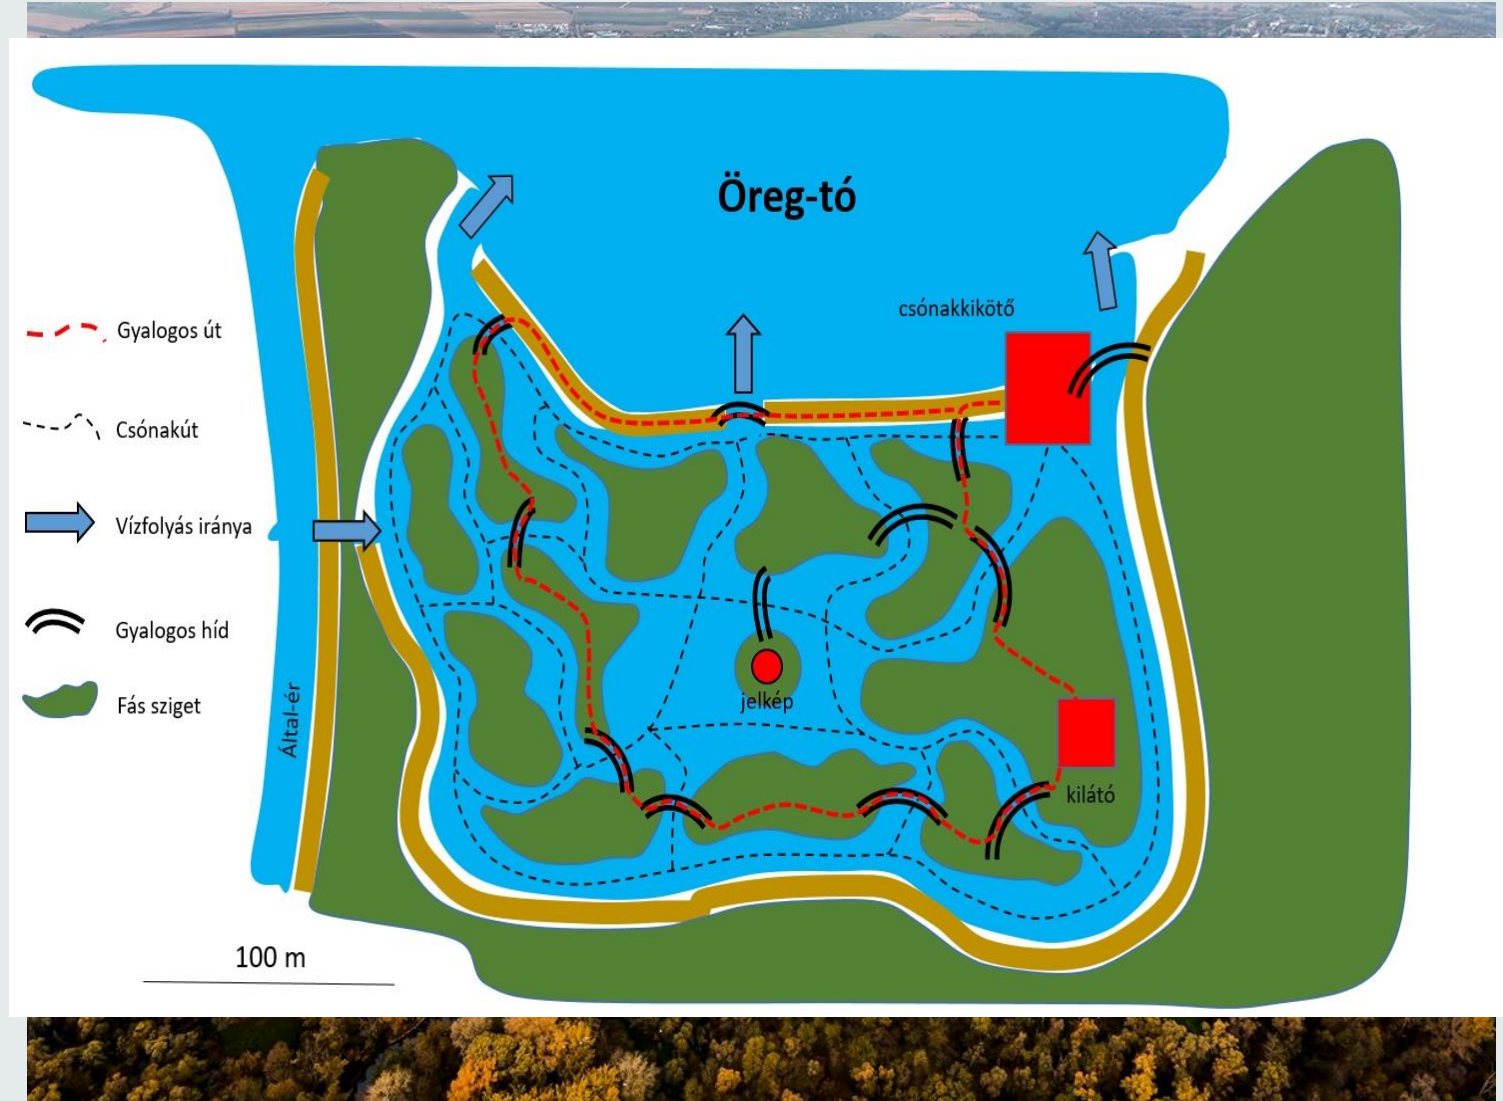 Öreg-tó
csónakkikötő
Gyalogos út
Csónakút
Vízfolyás iránya
Gyalogos híd
Fás sziget
Által-ér
jelkép
kilátó
100 m